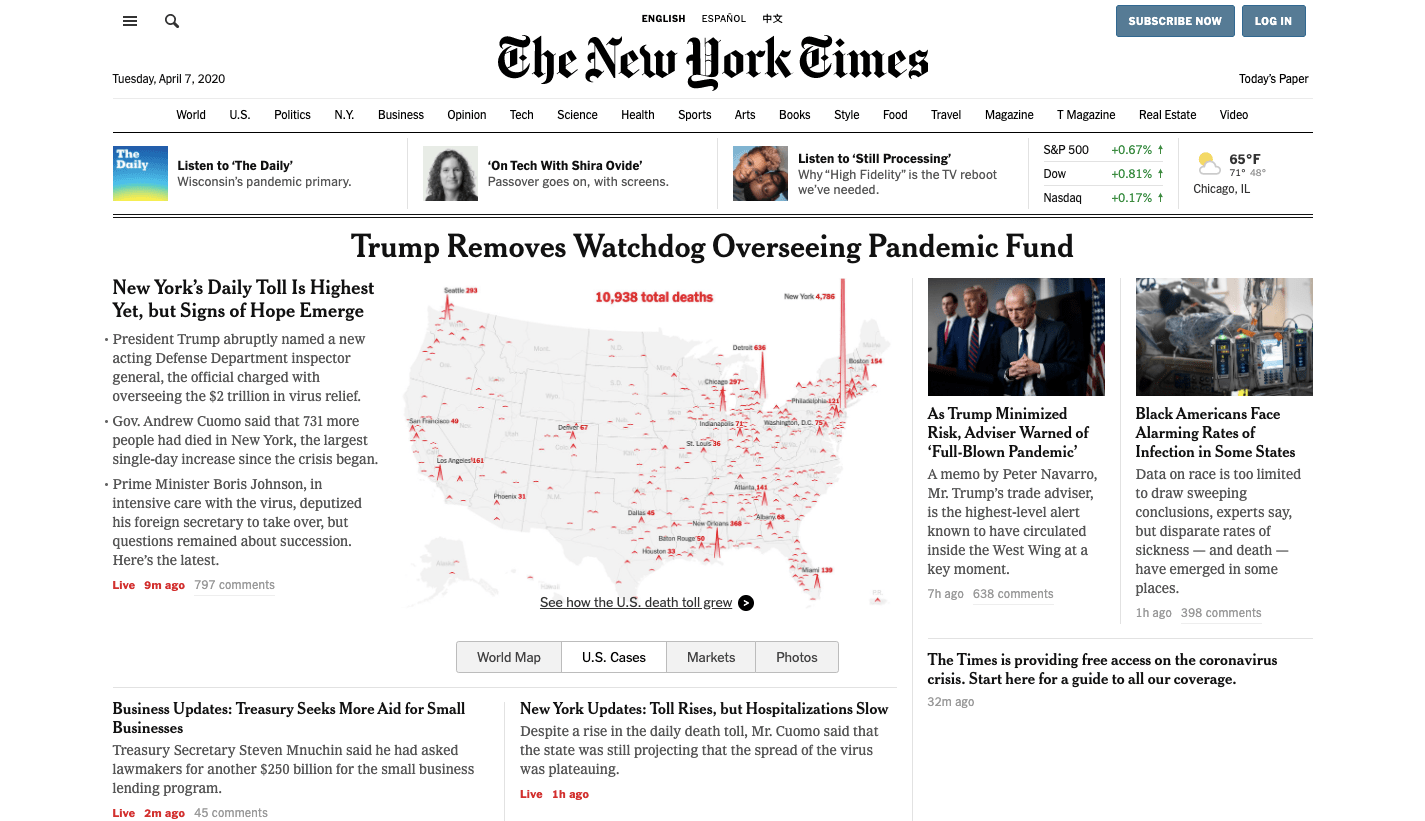 ENGLISH ESPAÑOL 中文
SUBSCRIBE NOW LOG IN
The New York Times
Tuesday, April 7, 2020
Today's Paper
World U.S. Politics N.Y. Business Opinion Tech Science Health Sports Arts Books Style Food Travel Magazine T Magazine Real Estate Video
The Daily
Listen to ‘The Daily’
Wisconsin's pandemic primary.
‘On Tech With Shira Ovide’
Passover goes on, with screens.
Listen to ‘Still Processing’
Why “High Fidelity” is the TV reboot
we've needed.
S&P 500 +0.67% ↑
Dow +0.81% ↑
Nasdaq +0.17% ↑
65°F
71° 48°
Chicago, IL
Trump Removes Watchdog Overseeing Pandemic Fund
New York's Daily Toll Is Highest
Yet, but Signs of Hope Emerge
• President Trump abruptly named a new
acting Defense Department inspector
general, the official charged with
overseeing the $2 trillion in virus relief.
• Gov. Andrew Cuomo said that 731 more
people had died in New York, the largest
single-day increase since the crisis began.
• Prime Minister Boris Johnson, in
intensive care with the virus, deputized
his foreign secretary to take over, but
questions remained about succession.
Here's the latest.
Live 9m ago 797 comments
10,938 total deaths
Seattle 293
New York 4,786
Detroit 636
Boston 154
Chicago 297
Philadelphia 121
San Francisco 49
Denver 67
Indianapolis 71
Washington, D.C. 75
St. Louis 36
Los Angeles 161
Phoenix 31
Atlanta 141
Dallas 45
Albany 68
New Orleans 368
Baton Rouge 50
Houston 33
Miami 139
Mont.
N.D.
S.D.
Wyo.
Utah
N.M.
Alaska
Hawaii
Maine
P.R.
See how the U.S. death toll grew
World Map U.S. Cases Markets Photos
As Trump Minimized
Risk, Adviser Warned of
‘Full-Blown Pandemic’
A memo by Peter Navarro,
Mr. Trump's trade adviser,
is the highest-level alert
known to have circulated
inside the West Wing at a
key moment.
7h ago 638 comments
Black Americans Face
Alarming Rates of
Infection in Some States
Data on race is too limited
to draw sweeping
conclusions, experts say,
but disparate rates of
sickness — and death —
have emerged in some
places.
1h ago 398 comments
The Times is providing free access on the coronavirus
crisis. Start here for a guide to all our coverage.
32m ago
Business Updates: Treasury Seeks More Aid for Small
Businesses
Treasury Secretary Steven Mnuchin said he had asked
lawmakers for another $250 billion for the small business
lending program.
Live 2m ago 45 comments
New York Updates: Toll Rises, but Hospitalizations Slow
Despite a rise in the daily death toll, Mr. Cuomo said that
the state was still projecting that the spread of the virus
was plateauing.
Live 1h ago